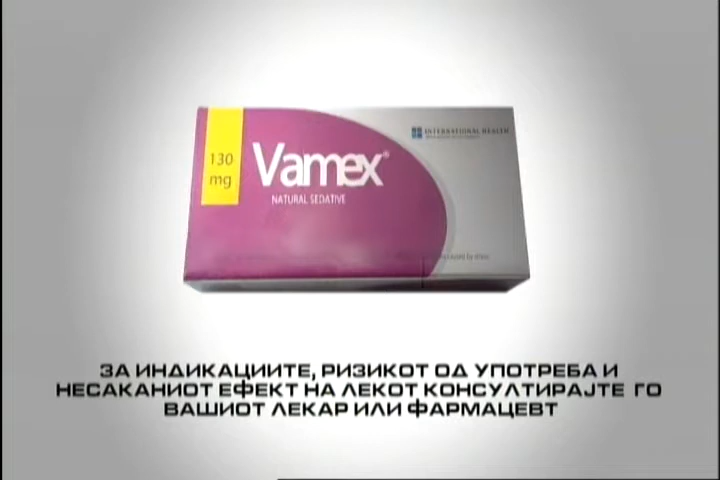 130
mg
Vamex®
NATURAL SEDATIVE
INTERNATIONAL HEALTH
ЗА ИНДИКАЦИИТЕ, РИЗИКОТ ОД УПОТРЕБА И
НЕСАКАНИОТ ЕФЕКТ НА ЛЕКОТ КОНСУЛТИРАЈТЕ ГО
ВАШИОТ ЛЕКАР ИЛИ ФАРМАЦЕВТ